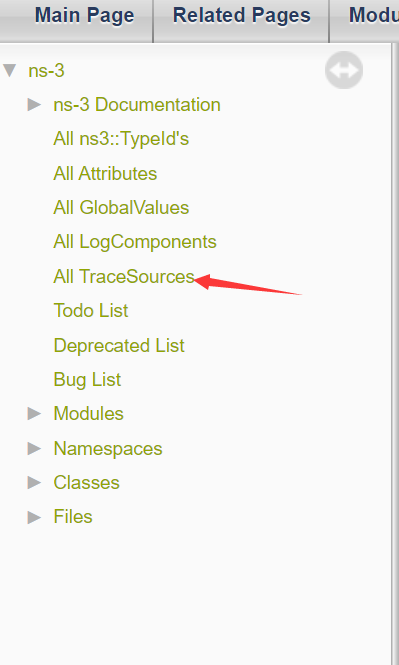 Main Page Related Pages
ns-3
ns-3 Documentation
All ns3::TypeId's
All Attributes
All GlobalValues
All LogComponents
All TraceSources
Todo List
Deprecated List
Bug List
Modules
Namespaces
Classes
Files